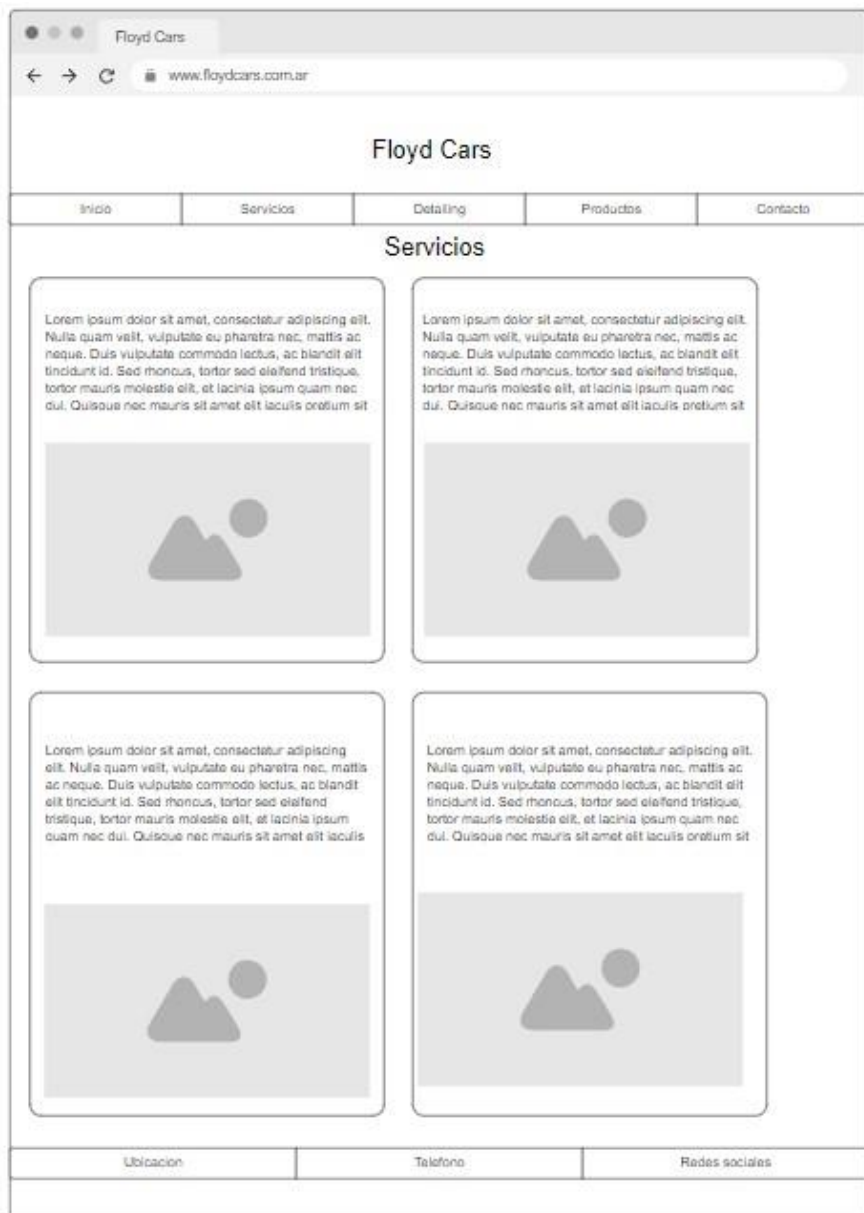 Floyd Cars
www.floydcars.com.ar
Floyd Cars
Inicio
Servicios
Detailing
Productos
Contacto
Servicios
Lorem ipsum dolor sit amet, consectetur adipiscing elit.
Nulla quam velit, vulputate eu pharetra nec, mattis ac
neque. Duis vulputate commodo lectus, ac blandit elit
tincidunt id. Sed rhoncus, tortor sed eleifend tristique,
tortor mauris molestie elit, et lacinia ipsum quam nec
dui. Quisque nec mauris sit amet elit iaculis pretium sit
Lorem ipsum dolor sit amet, consectetur adipiscing elit.
Nulla quam velit, vulputate eu pharetra nec, mattis ac
neque. Duis vulputate commodo lectus, ac blandit elit
tincidunt id. Sed rhoncus, tortor sed eleifend tristique,
tortor mauris molestie elit, et lacinia ipsum quam nec
dui. Quisque nec mauris sit amet elit iaculis pretium sit
Lorem ipsum dolor sit amet, consectetur adipiscing
elit. Nulla quam velit, vulputate eu pharetra nec, mattis
ac neque. Duis vulputate commodo lectus, ac blandit
elit tincidunt id. Sed rhoncus, tortor sed eleifend
tristique, tortor mauris molestie elit, et lacinia ipsum
quam nec dui. Quisque nec mauris sit amet elit iaculis
Lorem ipsum dolor sit amet, consectetur adipiscing elit.
Nulla quam velit, vulputate eu pharetra nec, mattis ac
neque. Duis vulputate commodo lectus, ac blandit elit
tincidunt id. Sed rhoncus, tortor sed eleifend tristique,
tortor mauris molestie elit, et lacinia ipsum quam nec
dui. Quisque nec mauris sit amet elit iaculis pretium sit
Ubicacion
Telefono
Redes sociales